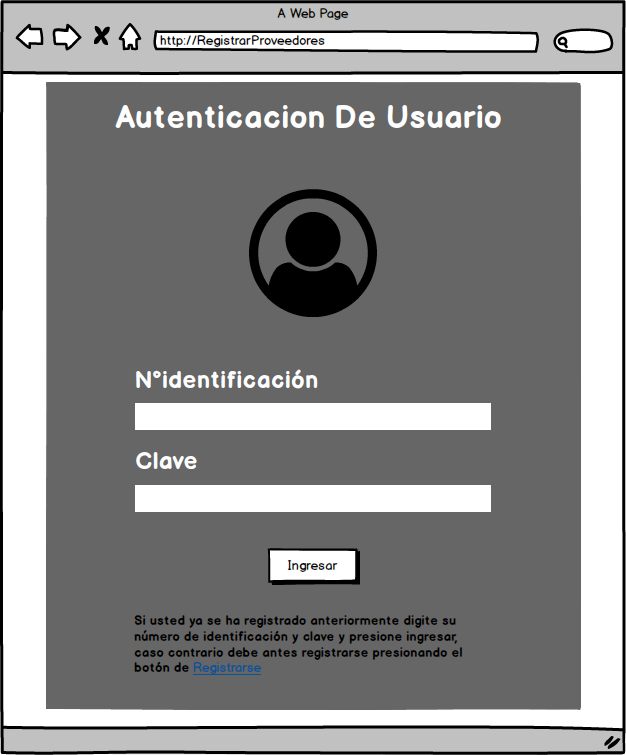 A Web Page
http://RegistrarProveedores
Autenticacion De Usuario
N°identificación
Clave
Ingresar
Si usted ya se ha registrado anteriormente digite su
número de identificación y clave y presione ingresar,
caso contrario debe antes registrarse presionando el
botón de Registrarse